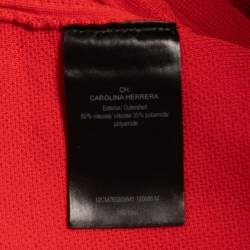 CH
CAROLINA HERRERA
Exterior/ Outershell
65% viscosa/ viscose 35% poliamida/
polyamide